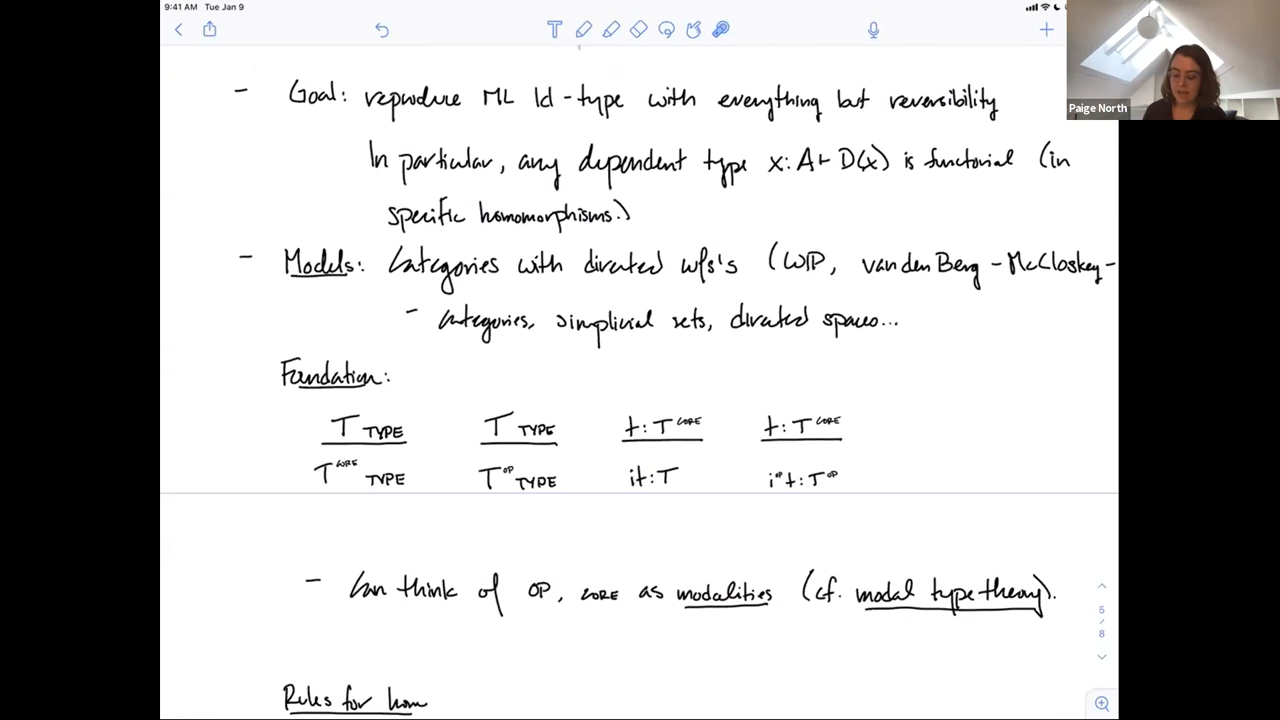 9:41 AM Tue Jan 9
Paige North
- Goal: reproduce ML Id-type with everything but reversibility
In particular, any dependent type x:A ⊢ D(x) is functorial (in
specific homomorphisms.)
- Models: Categories with directed wfs's (WIP, van den Berg - McCloskey -
- categories, simplicial sets, directed spaces...
Foundation:
T TYPE T TYPE t: T^CORE t: T^CORE
T^CORE TYPE T^OP TYPE it: T i^op t: T^OP
- Can think of OP, CORE as modalities (cf. modal type theory).
5
/
8
Rules for hom